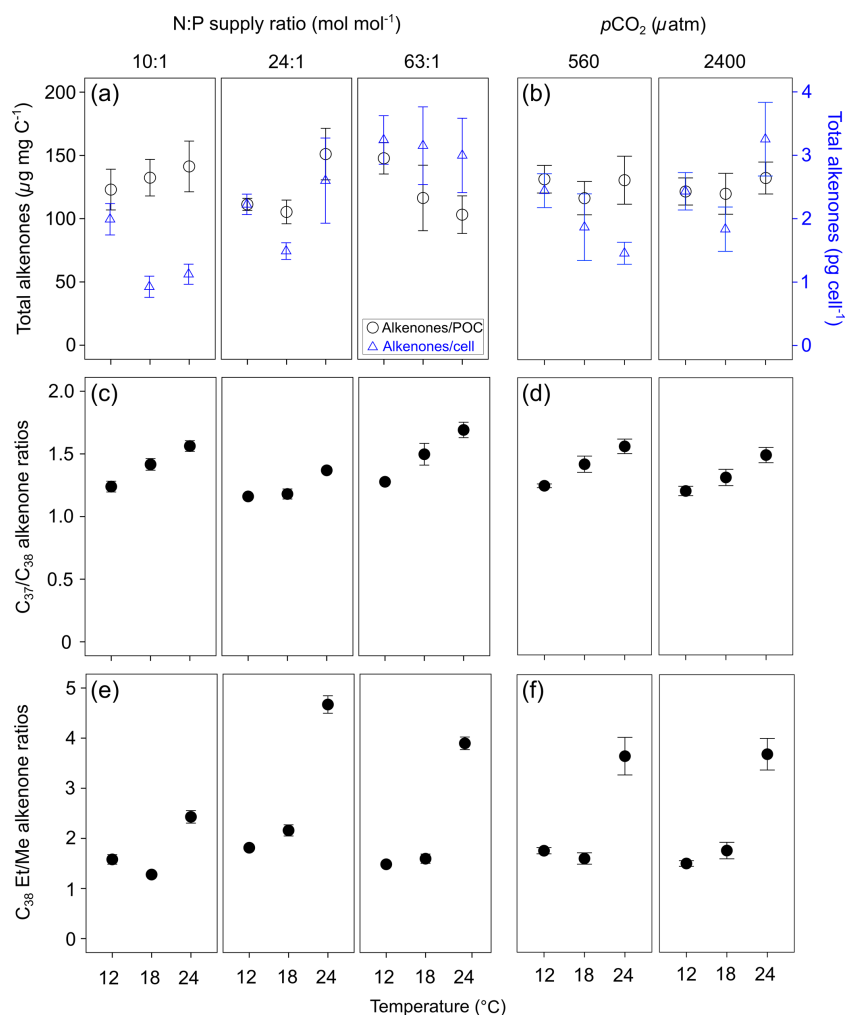 N:P supply ratio (mol mol⁻¹) pCO₂ (µatm)
10:1 24:1 63:1 560 2400
(a) (b)
200 150 100 50 0
Total alkenones (µg mg C⁻¹)
4 3 2 1 0
Total alkenones
(pg cell⁻¹)
Alkenones/POC
Alkenones/cell
(c) (d)
2.0 1.5 1.0 0.5 0
C₃₇/C₃₈ alkenone ratios
(e) (f)
5 4 3 2 1 0
C₃₈ Et/Me alkenone ratios
12 18 24 12 18 24 12 18 24 12 18 24 12 18 24
Temperature (°C)